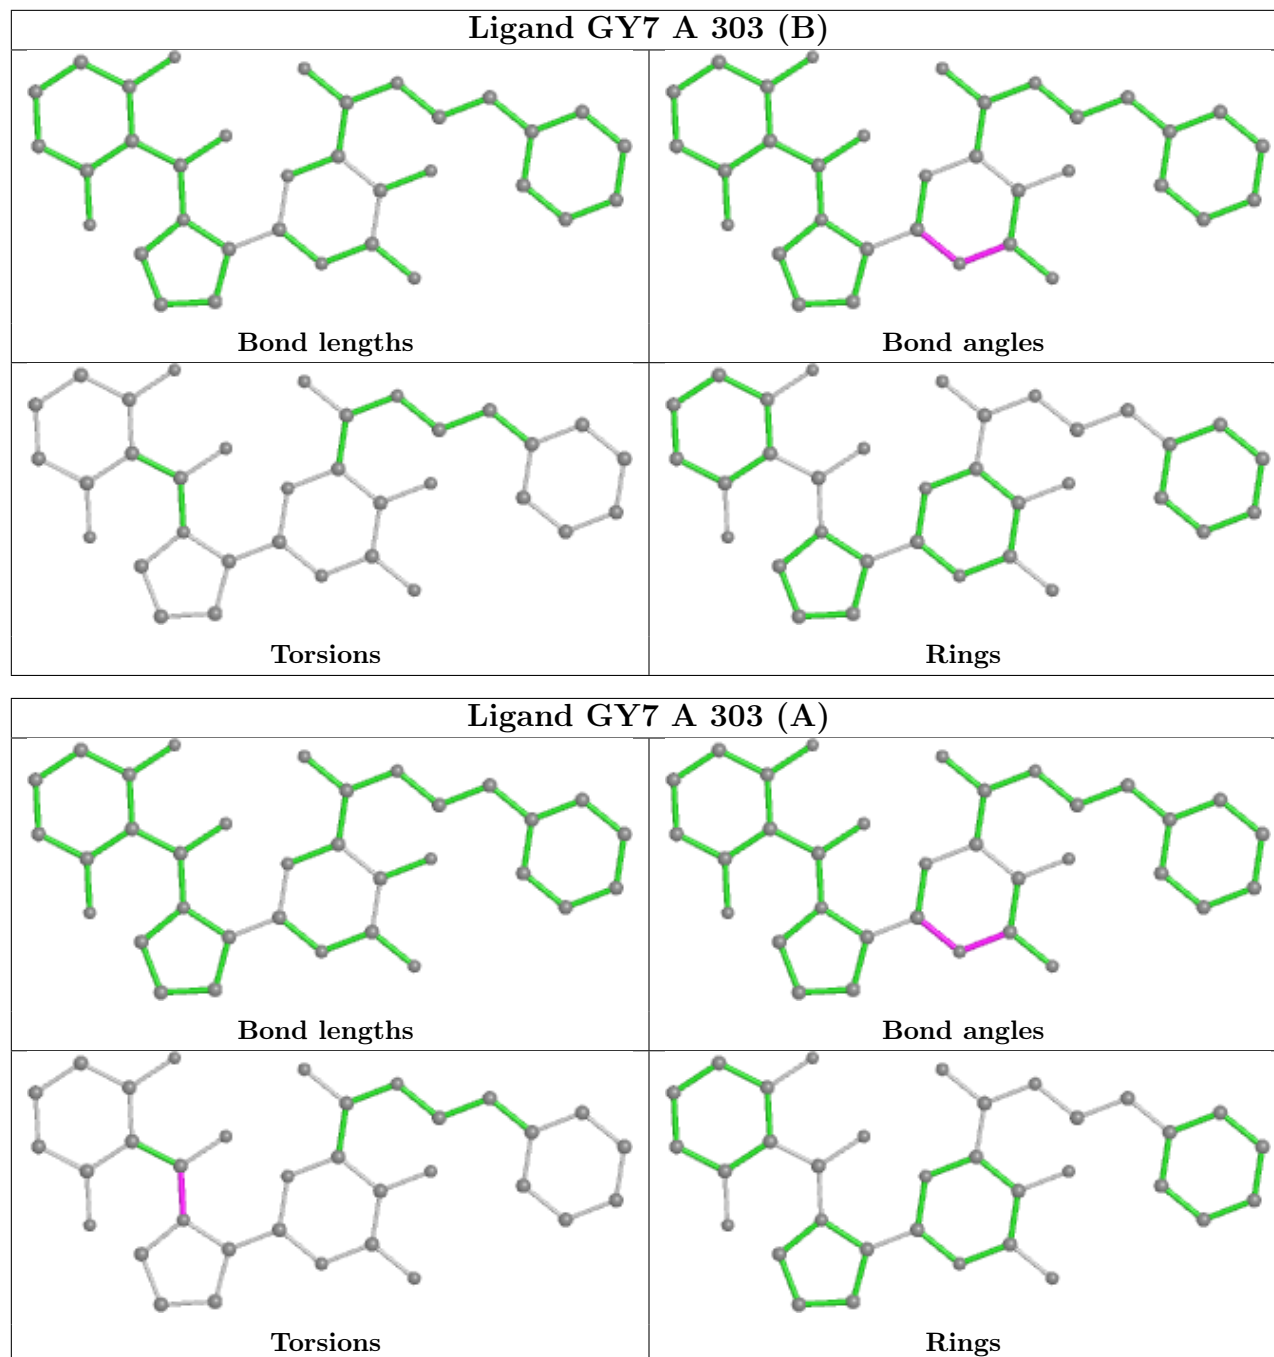 Ligand GY7 A 303 (B)
Bond lengths
Bond angles
Torsions
Rings
Ligand GY7 A 303 (A)
Bond lengths
Bond angles
Torsions
Rings